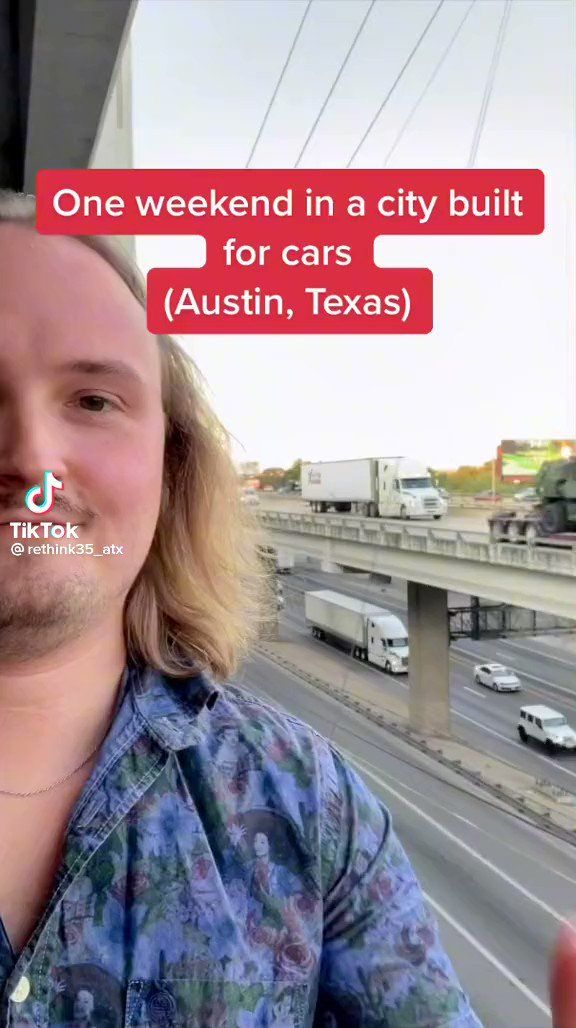 One weekend in a city built
for cars
(Austin, Texas)
TikTok
@rethink35_atx